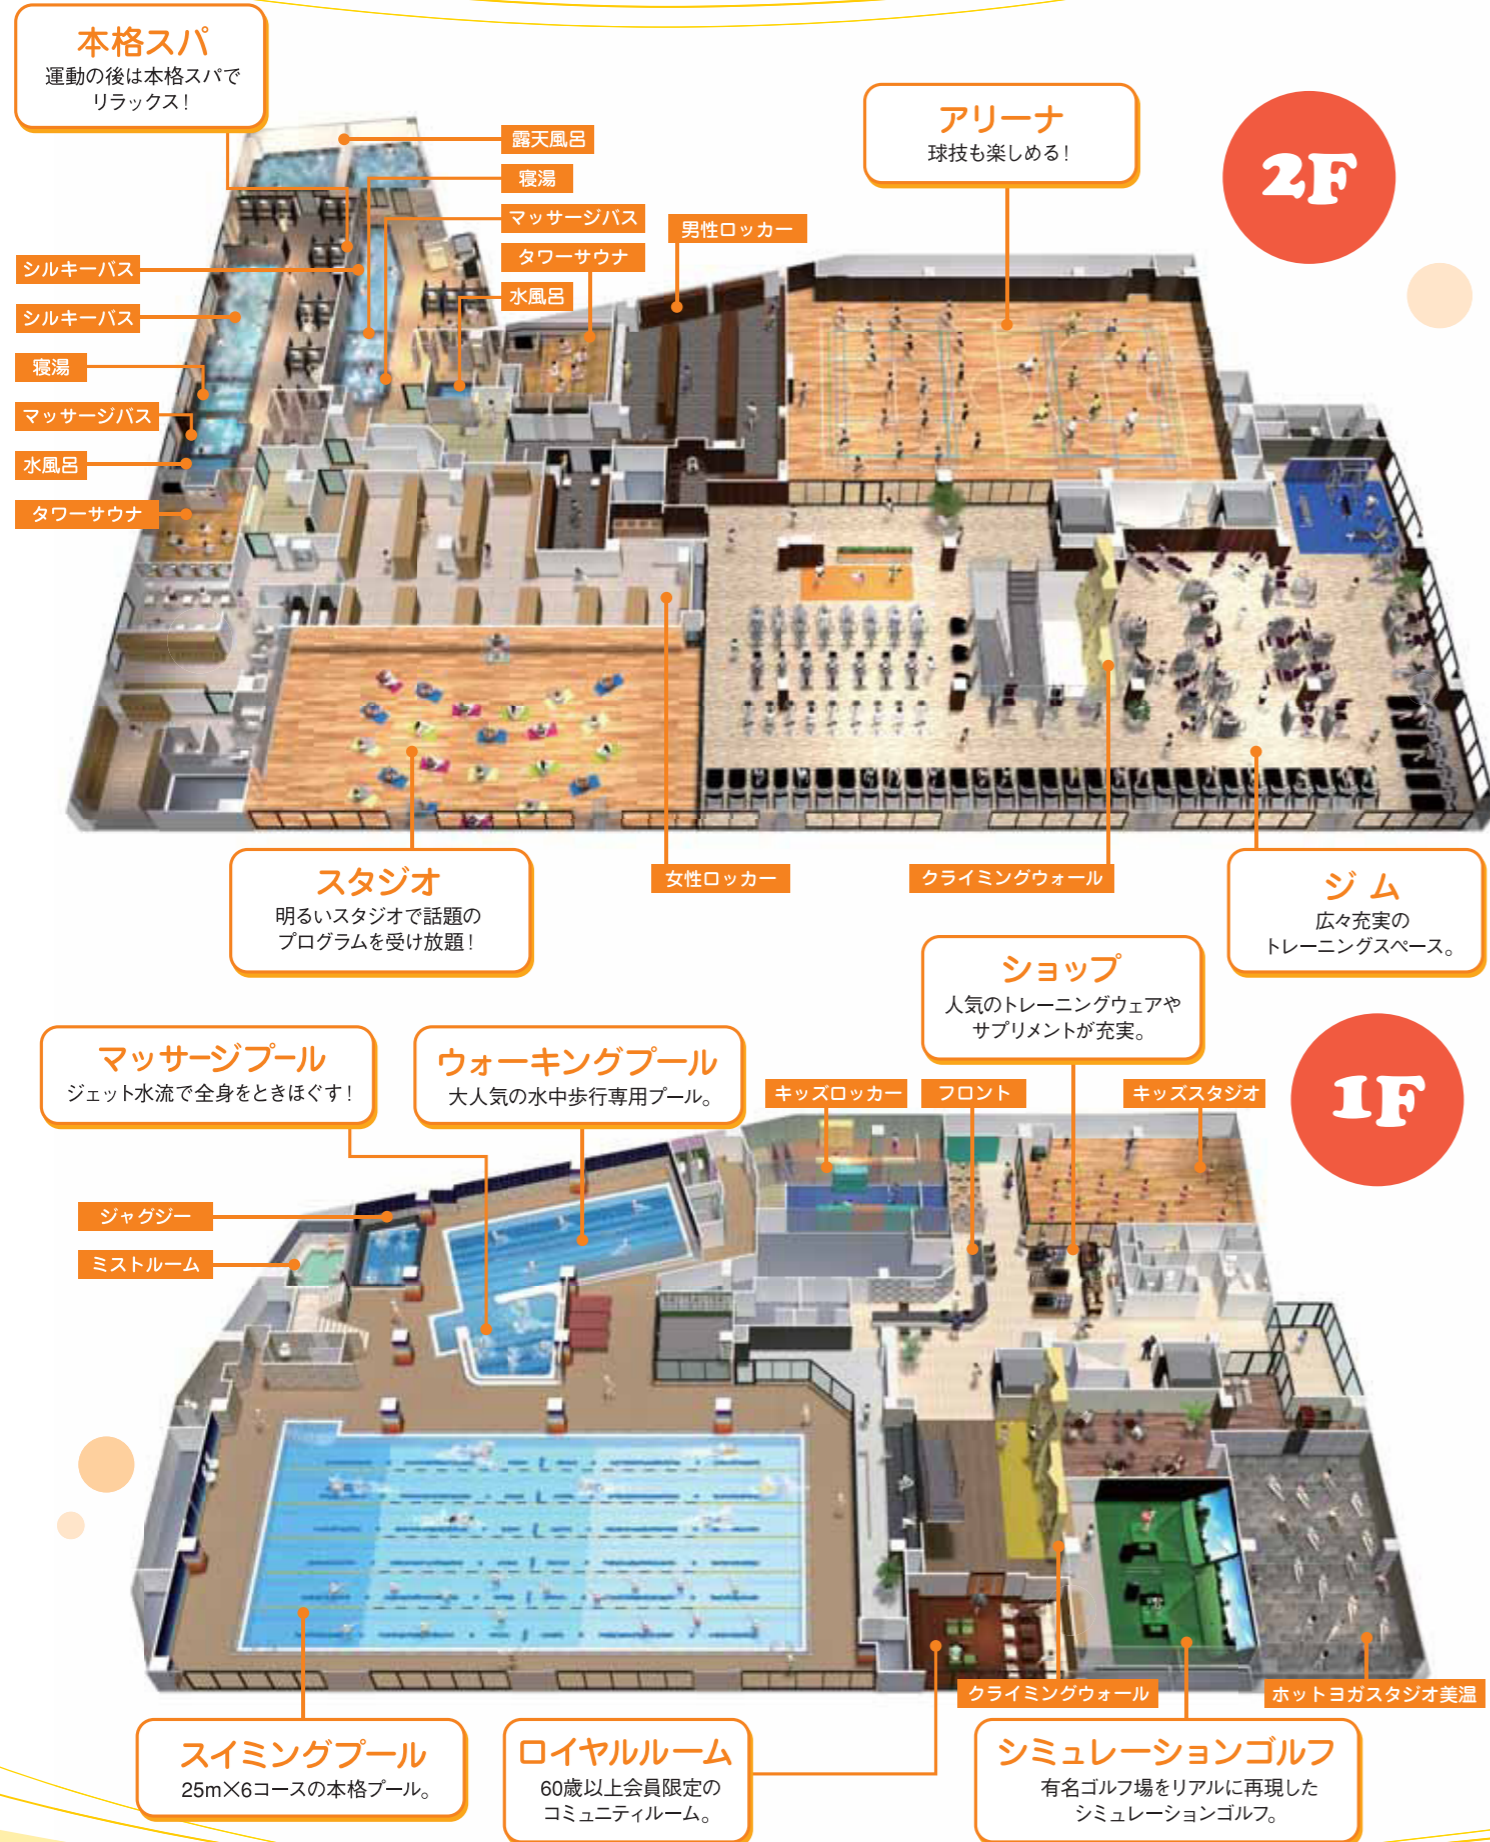 本格スパ
運動の後は本格スパで
リラックス！
露天風呂
寝湯
マッサージバス
タワーサウナ
水風呂
シルキーバス
シルキーバス
寝湯
マッサージバス
水風呂
タワーサウナ
男性ロッカー
アリーナ
球技も楽しめる！
2F
スタジオ
明るいスタジオで話題の
プログラムを受け放題！
女性ロッカー
クライミングウォール
ジム
広々充実の
トレーニングスペース。
ショップ
人気のトレーニングウェアや
サプリメントが充実。
マッサージプール
ジェット水流で全身をときほぐす！
ウォーキングプール
大人気の水中歩行専用プール。
キッズロッカー
フロント
キッズスタジオ
1F
ジャグジー
ミストルーム
クライミングウォール
ホットヨガスタジオ美温
スイミングプール
25m×6コースの本格プール。
ロイヤルルーム
60歳以上会員限定の
コミュニティルーム。
シミュレーションゴルフ
有名ゴルフ場をリアルに再現した
シミュレーションゴルフ。